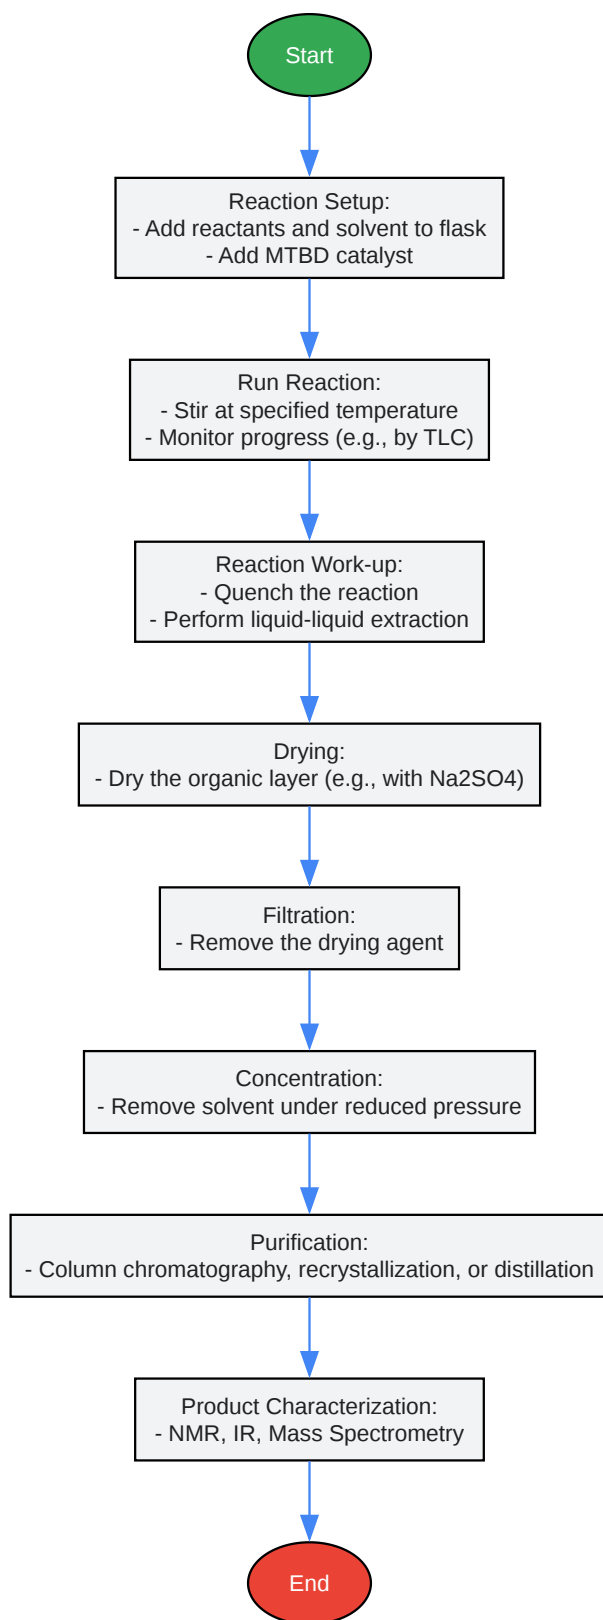 Start
Reaction Setup:
- Add reactants and solvent to flask
- Add MTBD catalyst
Run Reaction:
- Stir at specified temperature
- Monitor progress (e.g., by TLC)
Reaction Work-up:
- Quench the reaction
- Perform liquid-liquid extraction
Drying:
- Dry the organic layer (e.g., with Na2SO4)
Filtration:
- Remove the drying agent
Concentration:
- Remove solvent under reduced pressure
Purification:
- Column chromatography, recrystallization, or distillation
Product Characterization:
- NMR, IR, Mass Spectrometry
End